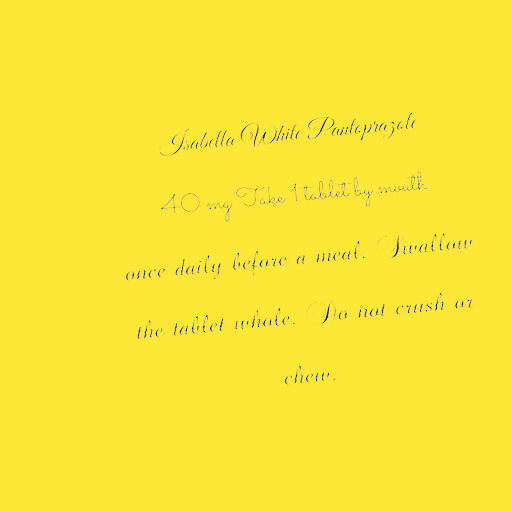 Isabella White Pantoprazole
40 mg Take 1 tablet by mouth
once daily before a meal. Swallow
the tablet whole. Do not crush or
chew.